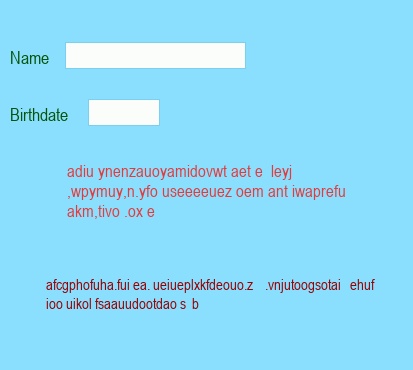 Name
Birthdate
adiu ynenzauoyamidovwt aet e leyj
,wpymuy,n.yfo useeeeuez oem ant iwaprefu
akm,tivo .ox e
afcgphofuha.fui ea. ueiueplxkfdeouo.z .vnjutoogsotai ehuf
ioo uikol fsaauudootdao s b